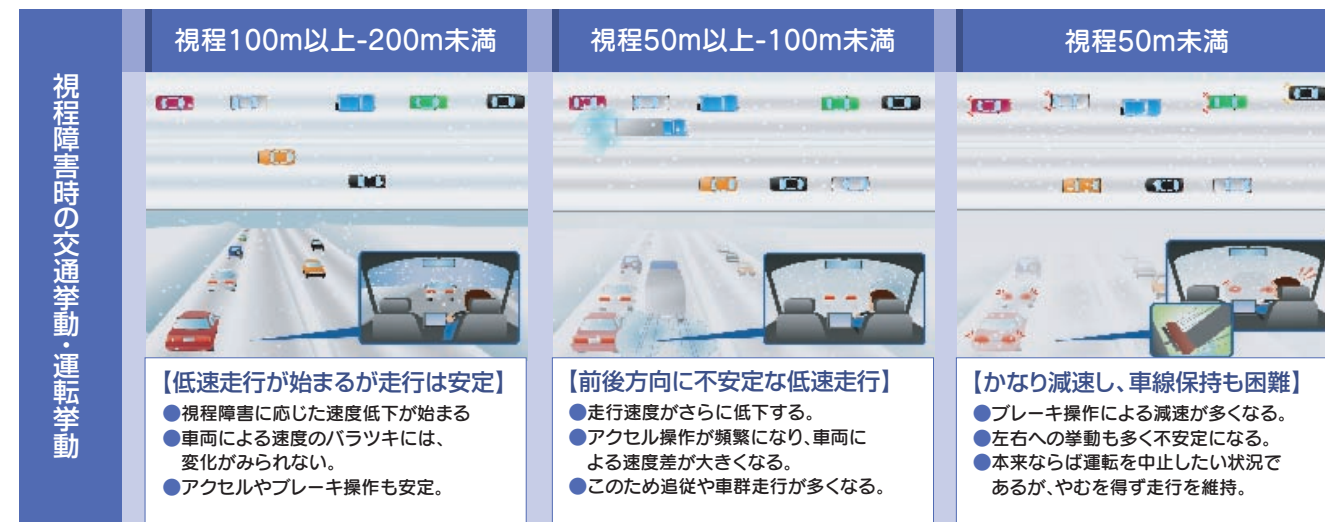 視程障害時の交通挙動・運転挙動
視程100m以上-200m未満
【低速走行が始まるが走行は安定】
●視程障害に応じた速度低下が始まる
●車両による速度のバラツキには、
変化がみられない。
●アクセルやブレーキ操作も安定。
視程50m以上-100m未満
【前後方向に不安定な低速走行】
●走行速度がさらに低下する。
●アクセル操作が頻繁になり、車両に
よる速度差が大きくなる。
●このため追従や車群走行が多くなる。
視程50m未満
【かなり減速し、車線保持も困難】
●ブレーキ操作による減速が多くなる。
●左右への挙動も多く不安定になる。
●本来ならば運転を中止したい状況で
あるが、やむを得ず走行を維持。